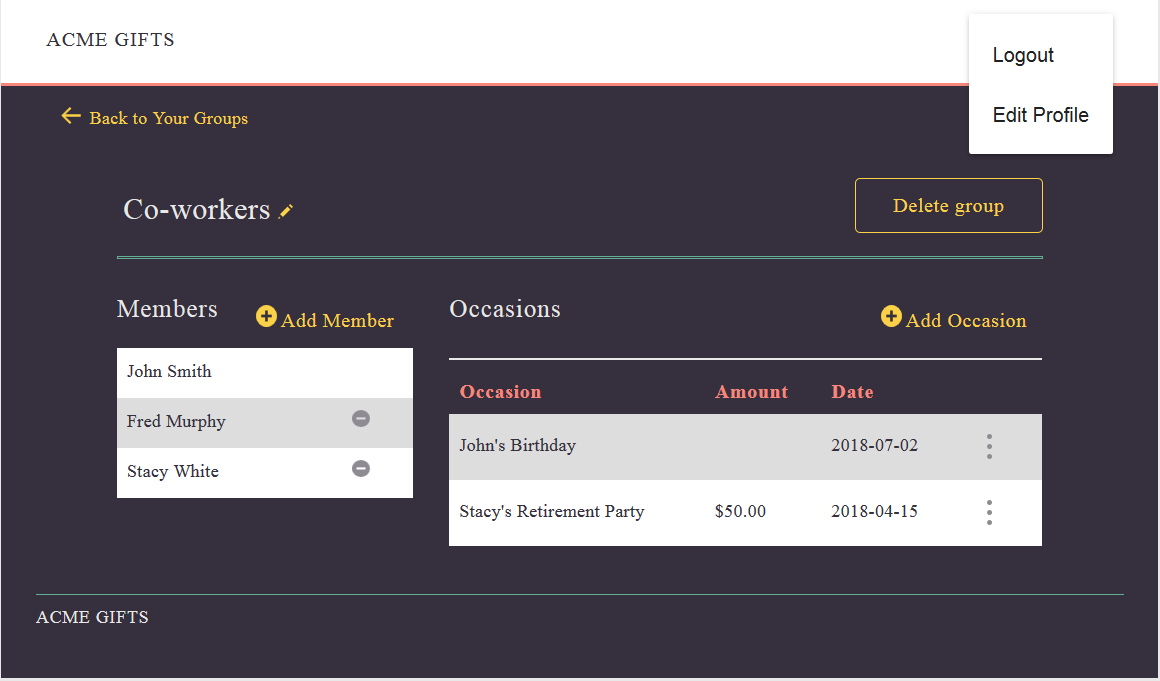 ACME GIFTS
Logout
Edit Profile
Back to Your Groups
Co-workers
Delete group
Members
Add Member
John Smith
Fred Murphy
Stacy White
Occasions
Add Occasion
Occasion Amount Date
John's Birthday 2018-07-02
Stacy's Retirement Party $50.00 2018-04-15
ACME GIFTS